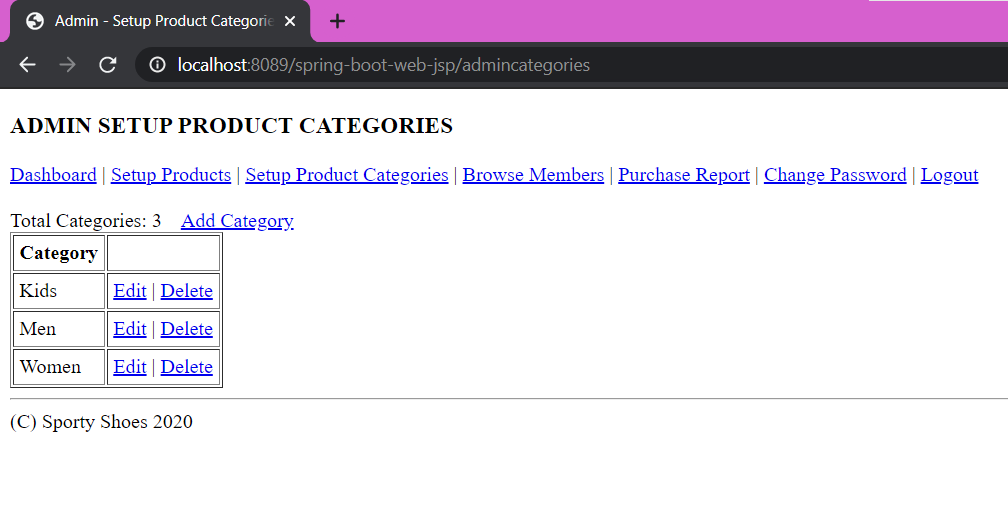 Admin - Setup Product Categorie
localhost:8089/spring-boot-web-jsp/admincategories
ADMIN SETUP PRODUCT CATEGORIES
Dashboard | Setup Products | Setup Product Categories | Browse Members | Purchase Report | Change Password | Logout
Total Categories: 3 Add Category
Category
Kids Edit | Delete
Men Edit | Delete
Women Edit | Delete
(C) Sporty Shoes 2020